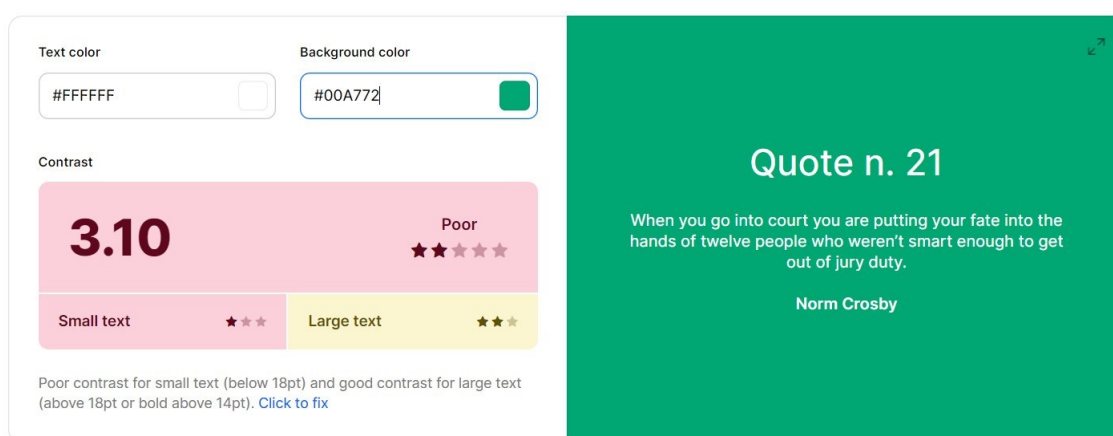 Text color
Background color
#FFFFFF
#00A772
Contrast
3.10
Poor
Small text
Large text
Poor contrast for small text (below 18pt) and good contrast for large text
(above 18pt or bold above 14pt). Click to fix
Quote n. 21
When you go into court you are putting your fate into the
hands of twelve people who weren't smart enough to get
out of jury duty.
Norm Crosby